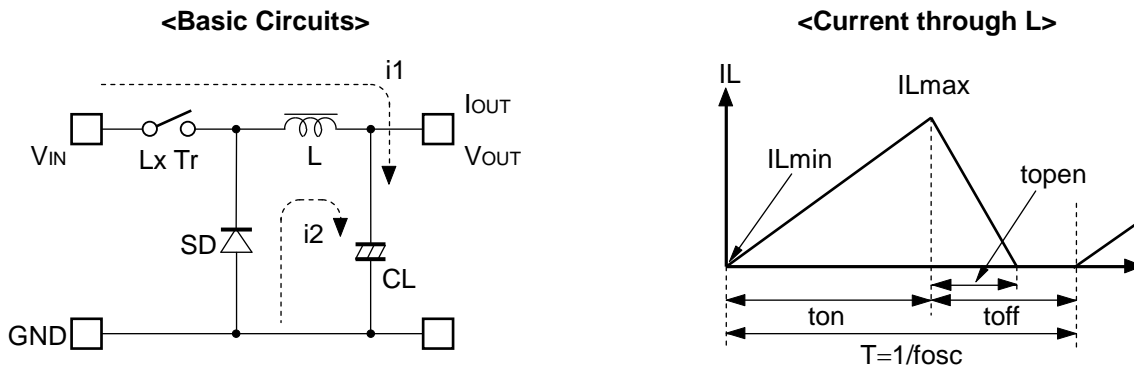 <Basic Circuits>
i1
VIN
Lx Tr
L
IOUT
VOUT
SD
i2
CL
GND
<Current through L>
IL
ILmax
ILmin
topen
ton
toff
T=1/fosc